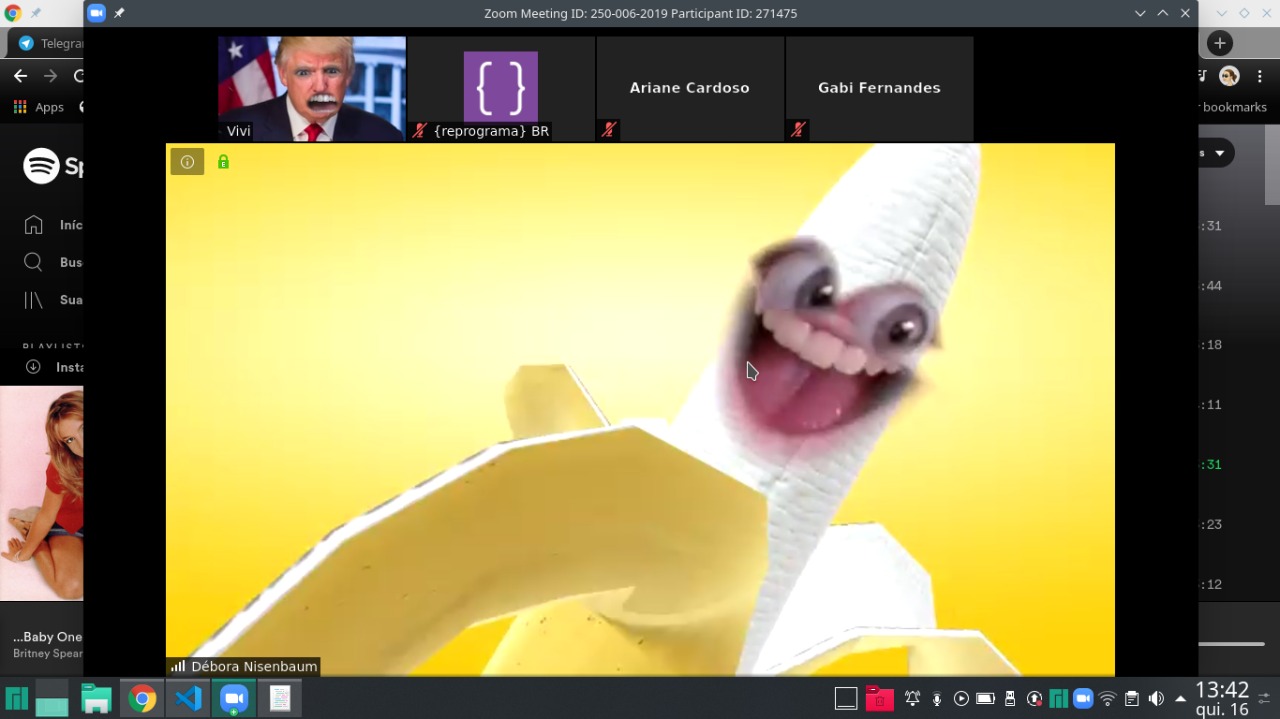 Zoom Meeting ID: 250-006-2019 Participant ID: 271475
Telegra
Apps
bookmarks
Vivi
{ }
{reprograma} BR
Ariane Cardoso
Gabi Fernandes
Sp
Iníc
Bus
Sua
PLAYLIST
Insta
s
:31
:44
:18
:11
:31
:23
:12
...Baby One
Britney Spear
Débora Nisenbaum
13:42
qui. 16